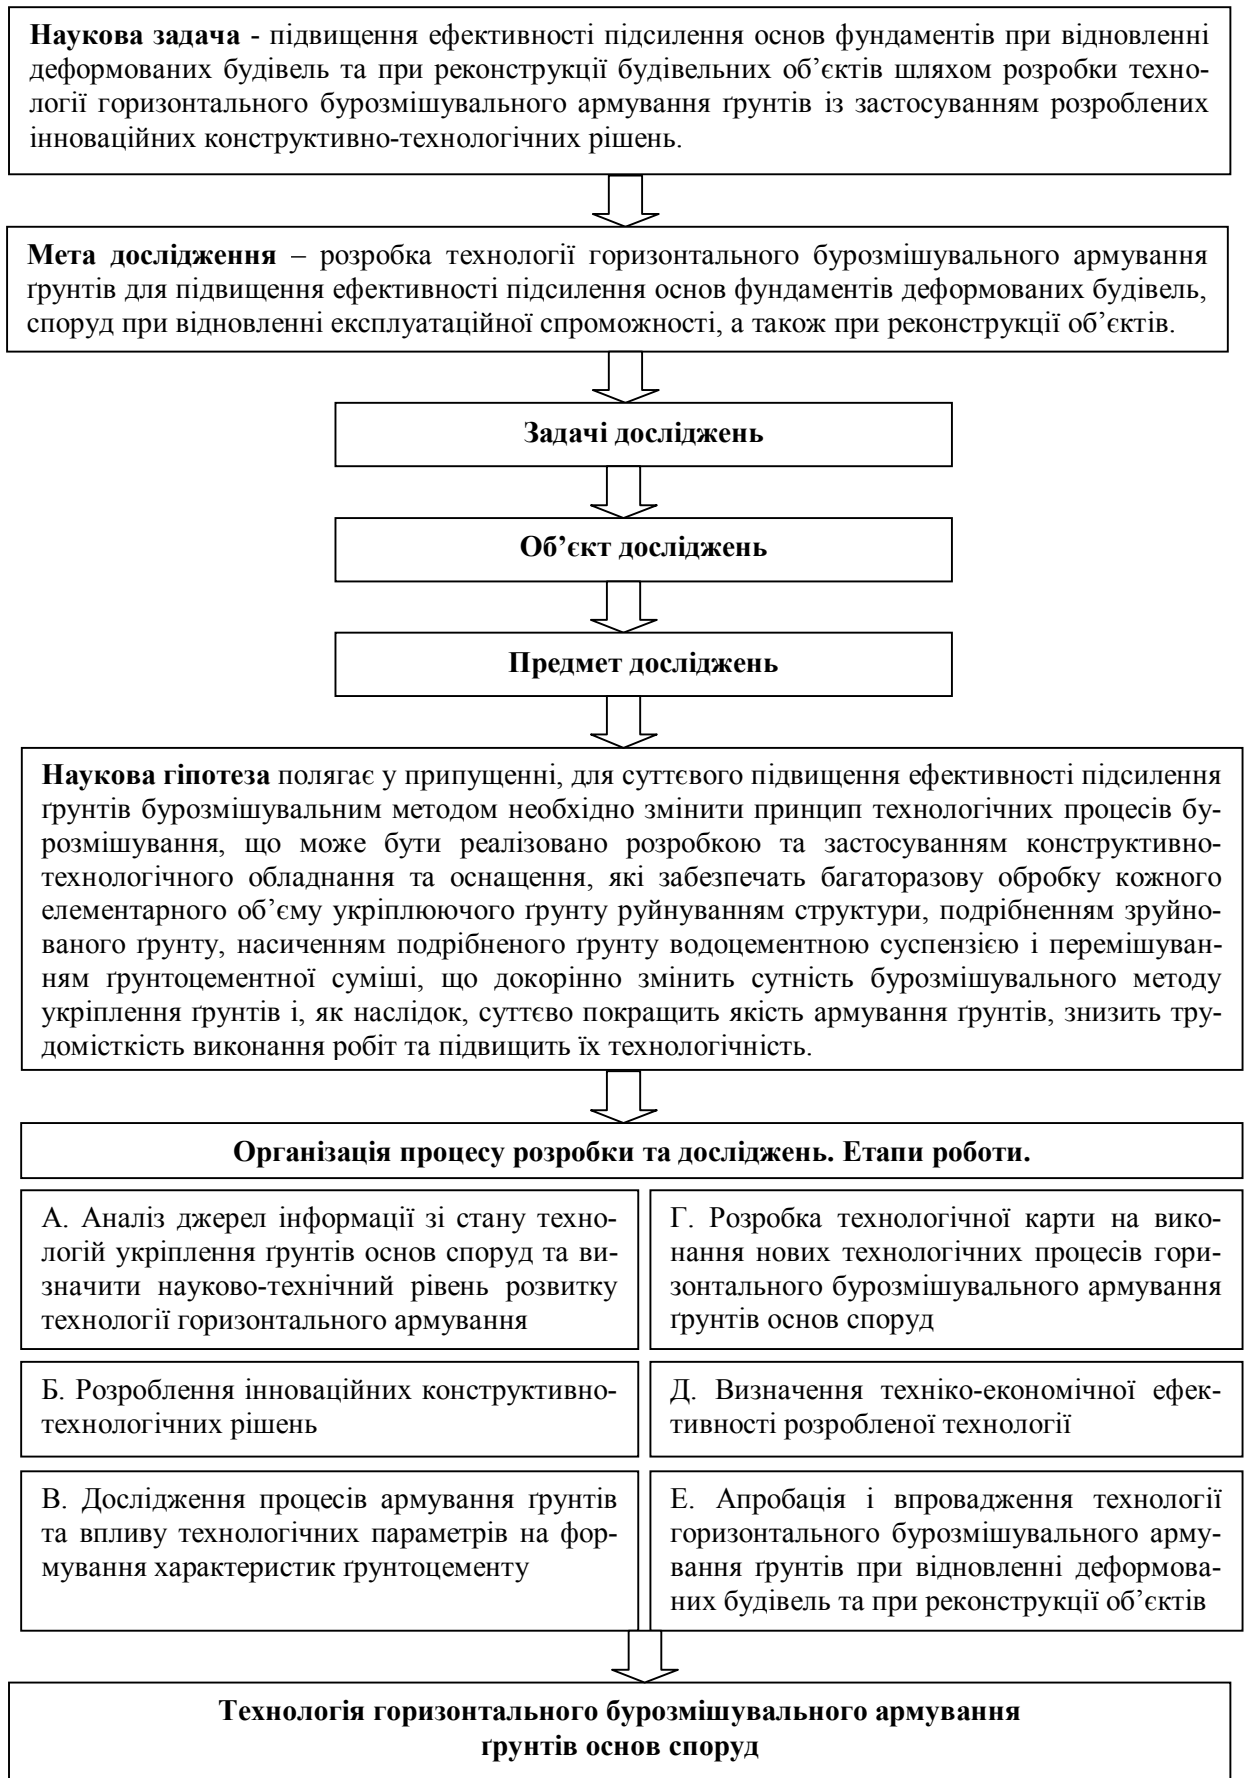 Наукова задача - підвищення ефективності підсилення основ фундаментів при відновленні
деформованих будівель та при реконструкції будівельних об’єктів шляхом розробки техно-
логії горизонтального бурозмішувального армування ґрунтів із застосуванням розроблених
інноваційних конструктивно-технологічних рішень.
Мета дослідження – розробка технології горизонтального бурозмішувального армування
ґрунтів для підвищення ефективності підсилення основ фундаментів деформованих будівель,
споруд при відновленні експлуатаційної спроможності, а також при реконструкції об’єктів.
Задачі досліджень
Об’єкт досліджень
Предмет досліджень
Наукова гіпотеза полягає у припущенні, для суттєвого підвищення ефективності підсилення
ґрунтів бурозмішувальним методом необхідно змінити принцип технологічних процесів бу-
розмішування, що може бути реалізовано розробкою та застосуванням конструктивно-
технологічного обладнання та оснащення, які забезпечать багаторазову обробку кожного
елементарного об’єму укріплюючого ґрунту руйнуванням структури, подрібненням зруйно-
ваного ґрунту, насиченням подрібненого ґрунту водоцементною суспензією і перемішуван-
ням ґрунтоцементної суміші, що докорінно змінить сутність бурозмішувального методу
укріплення ґрунтів і, як наслідок, суттєво покращить якість армування ґрунтів, знизить тру-
домісткість виконання робіт та підвищить їх технологічність.
Організація процесу розробки та досліджень. Етапи роботи.
А. Аналіз джерел інформації зі стану техно-
логій укріплення ґрунтів основ споруд та ви-
значити науково-технічний рівень розвитку
технології горизонтального армування
Б. Розроблення інноваційних конструктивно-
технологічних рішень
В. Дослідження процесів армування ґрунтів
та впливу технологічних параметрів на фор-
мування характеристик ґрунтоцементу
Г. Розробка технологічної карти на вико-
нання нових технологічних процесів гори-
зонтального бурозмішувального армування
ґрунтів основ споруд
Д. Визначення техніко-економічної ефек-
тивності розробленої технології
Е. Апробація і впровадження технології
горизонтального бурозмішувального арму-
вання ґрунтів при відновленні деформова-
них будівель та при реконструкції об’єктів
Технологія горизонтального бурозмішувального армування
ґрунтів основ споруд